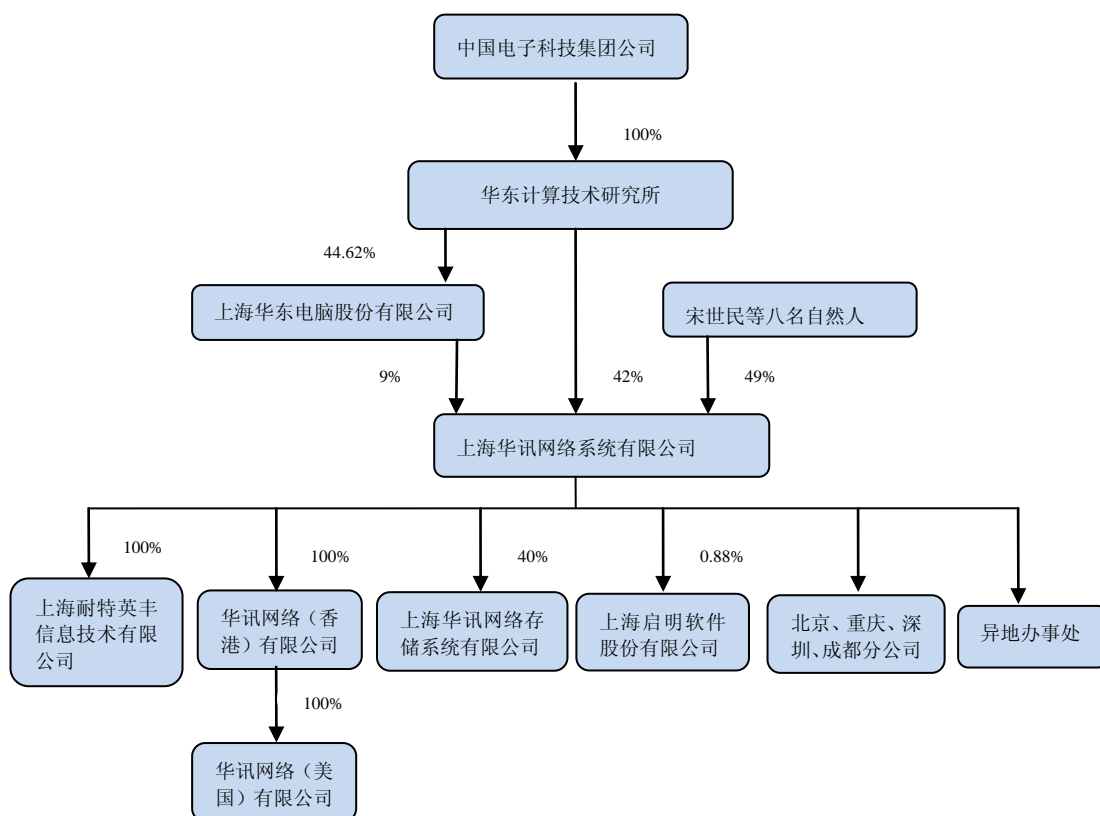 中国电子科技集团公司
100%
华东计算技术研究所
44.62%
上海华东电脑股份有限公司
宋世民等八名自然人
9%
42%
49%
上海华讯网络系统有限公司
100%
100%
40%
0.88%
上海耐特英丰
信息技术有限
公司
华讯网络（香
港）有限公司
上海华讯网络存
储系统有限公司
上海启明软件
股份有限公司
北京、重庆、深
圳、成都分公司
异地办事处
100%
华讯网络（美
国）有限公司